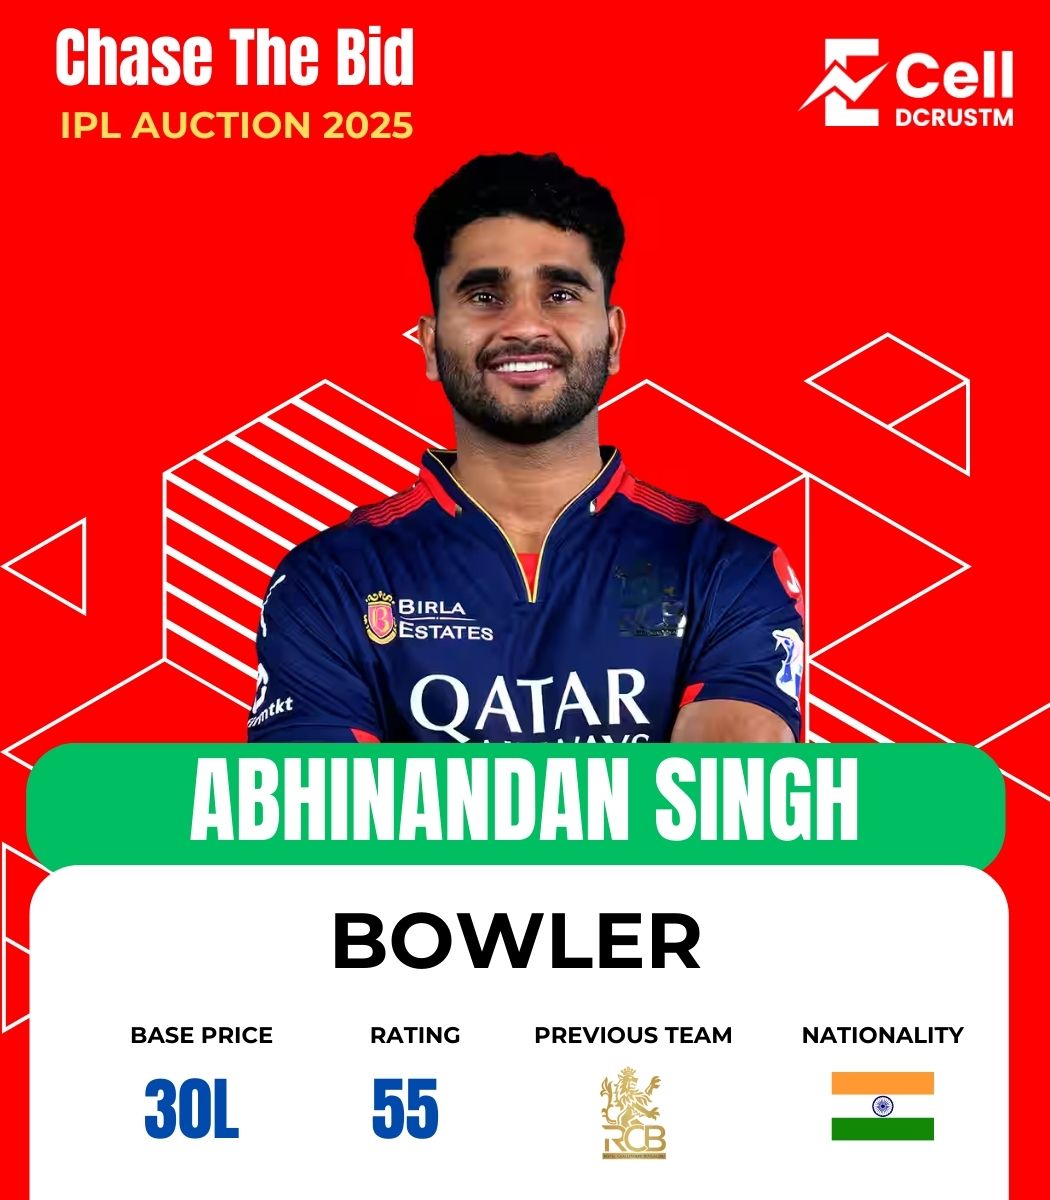 Chase The Bid
IPL AUCTION 2025
Cell
DCRUSTM
BIRLA
ESTATES
QATAR
ABHINANDAN SINGH
BOWLER
BASE PRICE
RATING
PREVIOUS TEAM
NATIONALITY
30L
55
RCB